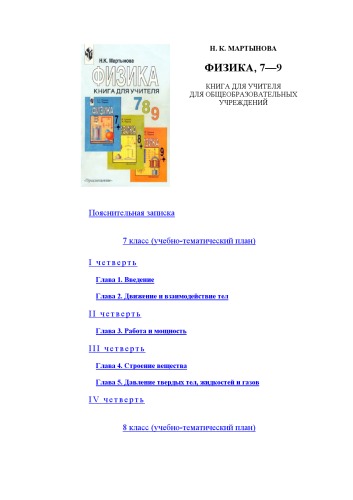 Н.К. Мартынова
ФИЗИКА
КНИГА ДЛЯ УЧИТЕЛЯ
7
8
9
«Просвещение»
Н. К. МАРТЫНОВА
ФИЗИКА, 7—9
КНИГА ДЛЯ УЧИТЕЛЯ
ДЛЯ ОБЩЕОБРАЗОВАТЕЛЬНЫХ
УЧРЕЖДЕНИЙ
Пояснительная записка
7 класс (учебно-тематический план)
I четверть
Глава 1. Введение
Глава 2. Движение и взаимодействие тел
II четверть
Глава 3. Работа и мощность
III четверть
Глава 4. Строение вещества
Глава 5. Давление твердых тел, жидкостей и газов
IV четверть
8 класс (учебно-тематический план)